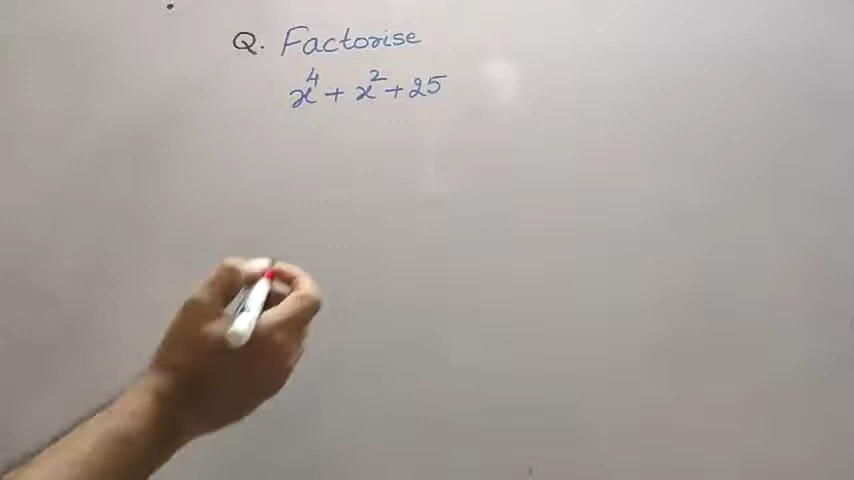 Q. Factorise
x⁴ + x² + 25